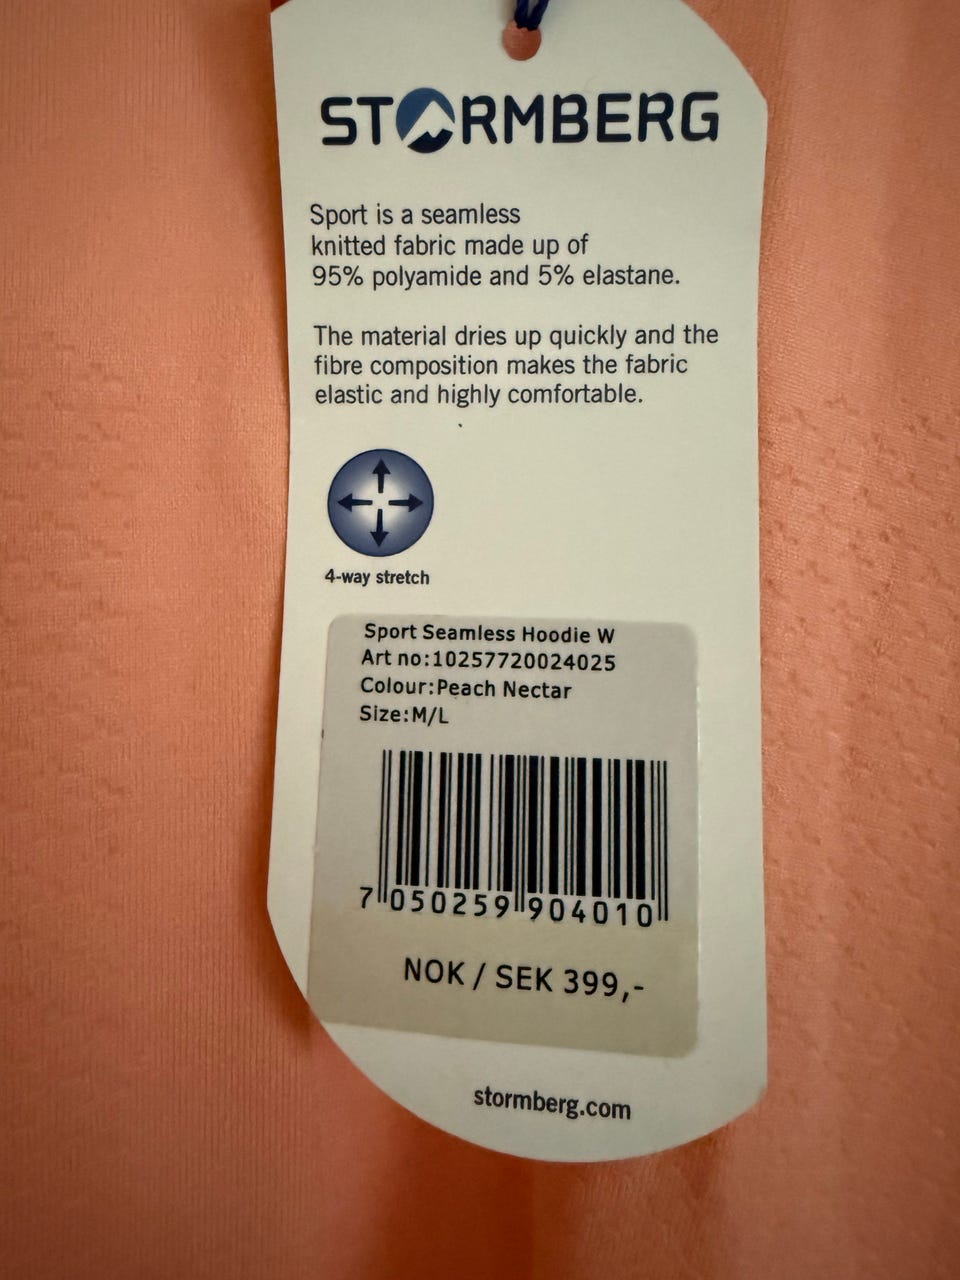 STORMBERG
Sport is a seamless
knitted fabric made up of
95% polyamide and 5% elastane.
The material dries up quickly and the
fibre composition makes the fabric
elastic and highly comfortable.
4-way stretch
Sport Seamless Hoodie W
Art no:10257720024025
Colour:Peach Nectar
Size:M/L
7 050259 904010
NOK / SEK 399,-
stormberg.com